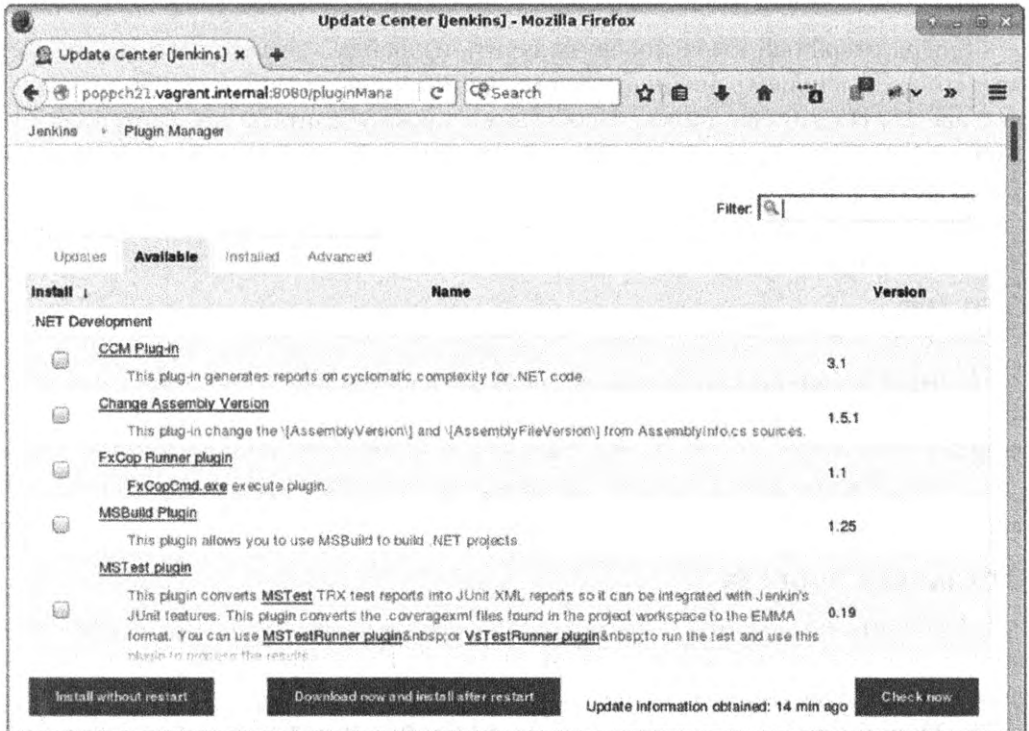 Update Center [Jenkins] - Mozilla Firefox
Update Center [Jenkins] × +
poppch21.vagrant.internal:8080/pluginMana
Search
Jenkins Plugin Manager
Filter:
Updates Available Installed Advanced
Install ↓ Name Version
.NET Development
CCM Plug-in
This plug-in generates reports on cyclomatic complexity for .NET code.
3.1
Change Assembly Version
This plug-in change the \[AssemblyVersion\] and \[AssemblyFileVersion\] from AssemblyInfo.cs sources.
1.5.1
FxCop Runner plugin
FxCopCmd.exe execute plugin.
1.1
MSBuild Plugin
This plugin allows you to use MSBuild to build .NET projects.
1.25
MSTest plugin
This plugin converts MSTest TRX test reports into JUnit XML reports so it can be integrated with Jenkin's
JUnit features. This plugin converts the .coveragexml files found in the project workspace to the EMMA
format. You can use MSTestRunner plugin&nbsp;or VsTestRunner plugin&nbsp;to run the test and use this
plugin to process the results.
0.19
Install without restart
Download now and install after restart
Update information obtained: 14 min ago
Check now